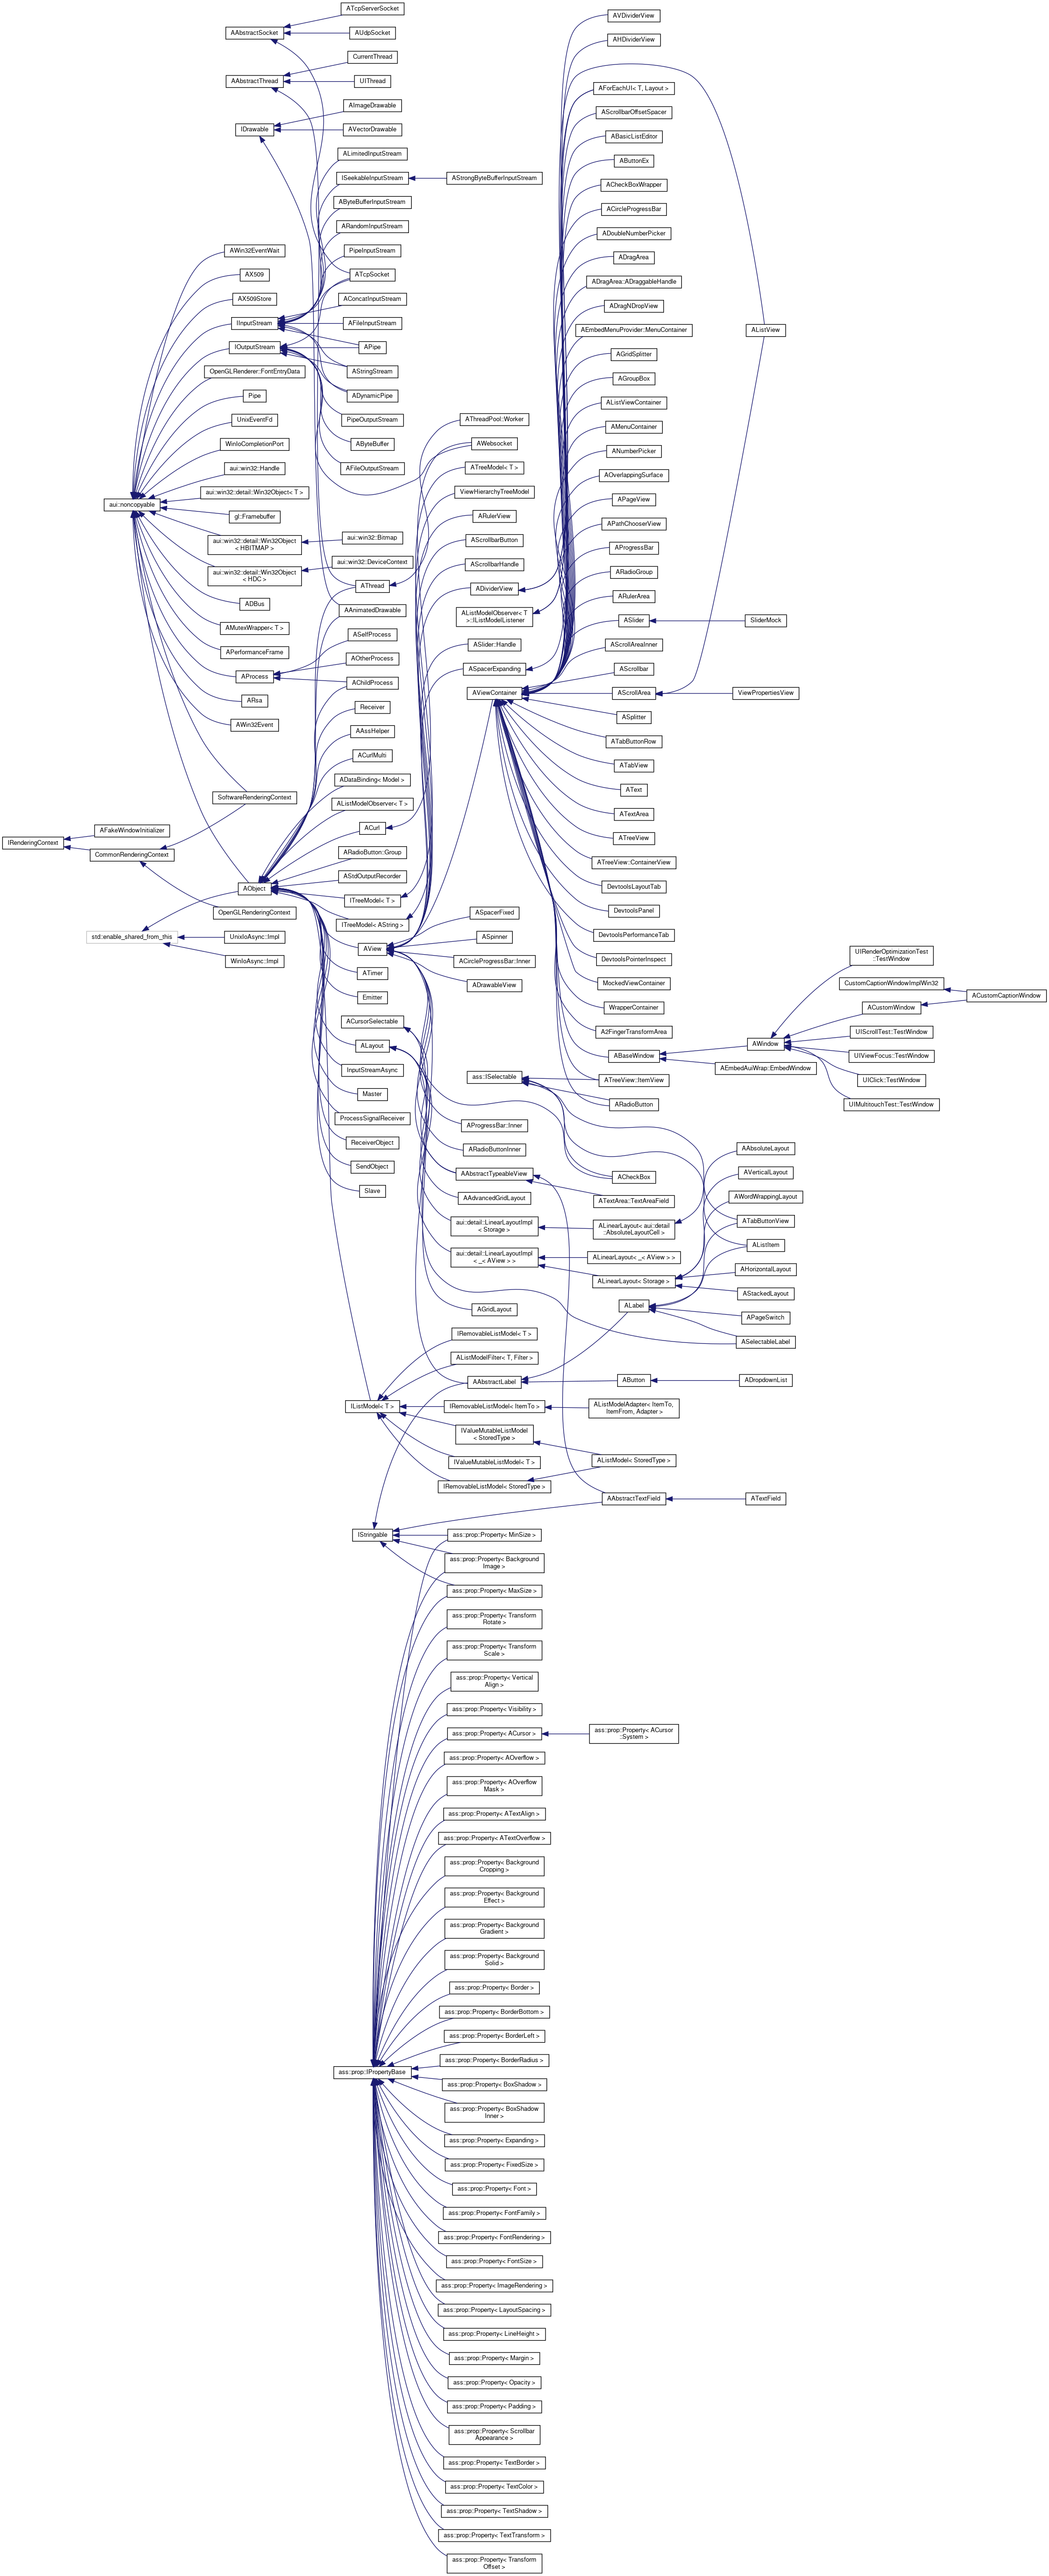 ATcpServerSocket
AAbstractSocket
AUdpSocket
CurrentThread
AAbstractThread
UIThread
AImageDrawable
IDrawable
AVectorDrawable
ALimitedInputStream
ISeekableInputStream
AStrongByteBufferInputStream
AByteBufferInputStream
ARandomInputStream
AWin32EventWait
PipeInputStream
AX509
ATcpSocket
AX509Store
AConcatInputStream
IInputStream
AFileInputStream
IOutputStream
APipe
OpenGLRenderer::FontEntryData
AStringStream
Pipe
ADynamicPipe
UnixEventFd
PipeOutputStream
WinIoCompletionPort
AByteBuffer
aui::win32::Handle
AFileOutputStream
aui::win32::detail::Win32Object< T >
aui::noncopyable
gl::Framebuffer
aui::win32::detail::Win32Object
< HBITMAP >
aui::win32::Bitmap
aui::win32::detail::Win32Object
< HDC >
aui::win32::DeviceContext
AThread
ADBus
AAnimatedDrawable
AMutexWrapper< T >
ASelfProcess
APerformanceFrame
AOtherProcess
AProcess
AChildProcess
ARsa
Receiver
AWin32Event
AAssHelper
ACurlMulti
ADataBinding< Model >
SoftwareRenderingContext
AListModelObserver< T >
AFakeWindowInitializer
ACurl
IRenderingContext
CommonRenderingContext
ARadioButton::Group
AStdOutputRecorder
AObject
ITreeModel< T >
OpenGLRenderingContext
ITreeModel< AString >
std::enable_shared_from_this
UnixIoAsync::Impl
AView
WinIoAsync::Impl
ATimer
Emitter
ACursorSelectable
ALayout
InputStreamAsync
Master
ProcessSignalReceiver
ReceiverObject
SendObject
Slave
IListModel< T >
IStringable
ass::prop::IPropertyBase
AThreadPool::Worker
AWebsocket
ATreeModel< T >
ViewHierarchyTreeModel
ARulerView
AScrollbarButton
AScrollbarHandle
ADividerView
AListModelObserver< T
>::IListModelListener
ASlider::Handle
ASpacerExpanding
AViewContainer
ASpacerFixed
ASpinner
ACircleProgressBar::Inner
ADrawableView
ass::ISelectable
AProgressBar::Inner
ARadioButtonInner
AAbstractTypeableView
AAdvancedGridLayout
aui::detail::LinearLayoutImpl
< Storage >
aui::detail::LinearLayoutImpl
< _< AView > >
AGridLayout
IRemovableListModel< T >
AListModelFilter< T, Filter >
AAbstractLabel
IRemovableListModel< ItemTo >
IValueMutableListModel
< StoredType >
IValueMutableListModel< T >
IRemovableListModel< StoredType >
ass::prop::Property< MinSize >
ass::prop::Property< Background
Image >
ass::prop::Property< MaxSize >
ass::prop::Property< Transform
Rotate >
ass::prop::Property< Transform
Scale >
ass::prop::Property< Vertical
Align >
ass::prop::Property< Visibility >
ass::prop::Property< ACursor >
ass::prop::Property< AOverflow >
ass::prop::Property< AOverflow
Mask >
ass::prop::Property< ATextAlign >
ass::prop::Property< ATextOverflow >
ass::prop::Property< Background
Cropping >
ass::prop::Property< Background
Effect >
ass::prop::Property< Background
Gradient >
ass::prop::Property< Background
Solid >
ass::prop::Property< Border >
ass::prop::Property< BorderBottom >
ass::prop::Property< BorderLeft >
ass::prop::Property< BorderRadius >
ass::prop::Property< BoxShadow >
ass::prop::Property< BoxShadow
Inner >
ass::prop::Property< Expanding >
ass::prop::Property< FixedSize >
ass::prop::Property< Font >
ass::prop::Property< FontFamily >
ass::prop::Property< FontRendering >
ass::prop::Property< FontSize >
ass::prop::Property< ImageRendering >
ass::prop::Property< LayoutSpacing >
ass::prop::Property< LineHeight >
ass::prop::Property< Margin >
ass::prop::Property< Opacity >
ass::prop::Property< Padding >
ass::prop::Property< Scrollbar
Appearance >
ass::prop::Property< TextBorder >
ass::prop::Property< TextColor >
ass::prop::Property< TextShadow >
ass::prop::Property< TextTransform >
ass::prop::Property< Transform
Offset >
AVDividerView
AHDividerView
AForEachUI< T, Layout >
AScrollbarOffsetSpacer
ABasicListEditor
AButtonEx
ACheckBoxWrapper
ACircleProgressBar
ADoubleNumberPicker
ADragArea
ADragArea::ADraggableHandle
ADragNDropView
AEmbedMenuProvider::MenuContainer
AGridSplitter
AGroupBox
AListViewContainer
AMenuContainer
ANumberPicker
AOverlappingSurface
APageView
APathChooserView
AProgressBar
ARadioGroup
ARulerArea
ASlider
AScrollAreaInner
AScrollbar
AScrollArea
ASplitter
ATabButtonRow
ATabView
AText
ATextArea
ATreeView
ATreeView::ContainerView
DevtoolsLayoutTab
DevtoolsPanel
DevtoolsPerformanceTab
DevtoolsPointerInspect
MockedViewContainer
WrapperContainer
A2FingerTransformArea
ABaseWindow
ATreeView::ItemView
ARadioButton
ACheckBox
ATextArea::TextAreaField
ALinearLayout< aui::detail
::AbsoluteLayoutCell >
ALinearLayout< _< AView > >
ALinearLayout< Storage >
ALabel
AButton
AListModelAdapter< ItemTo,
ItemFrom, Adapter >
AListModel< StoredType >
AAbstractTextField
ass::prop::Property< ACursor
::System >
AListView
SliderMock
ViewPropertiesView
AWindow
AEmbedAuiWrap::EmbedWindow
AAbsoluteLayout
AVerticalLayout
AWordWrappingLayout
ATabButtonView
AListItem
AHorizontalLayout
AStackedLayout
APageSwitch
ASelectableLabel
ADropdownList
ATextField
UIRenderOptimizationTest
::TestWindow
CustomCaptionWindowImplWin32
ACustomWindow
ACustomCaptionWindow
UIScrollTest::TestWindow
UIViewFocus::TestWindow
UIClick::TestWindow
UIMultitouchTest::TestWindow